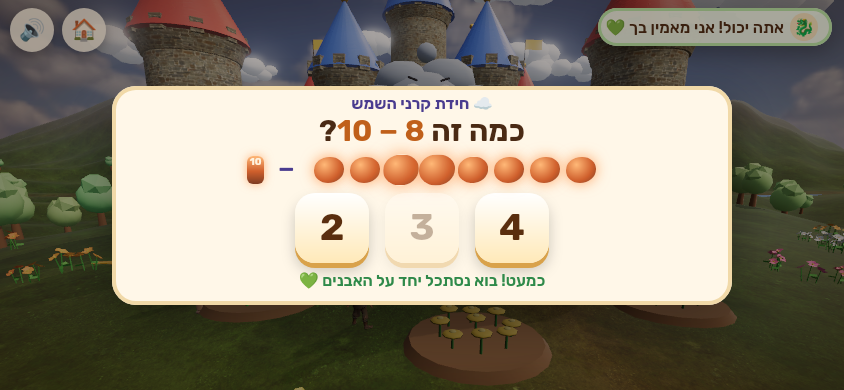 🐉 אתה יכול! אני מאמין בך 💚
☁️ חידת קרני השמש
כמה זה 10 – 8?
10 –
2 3 4
כמעט! בוא נסתכל יחד על האבנים 💚